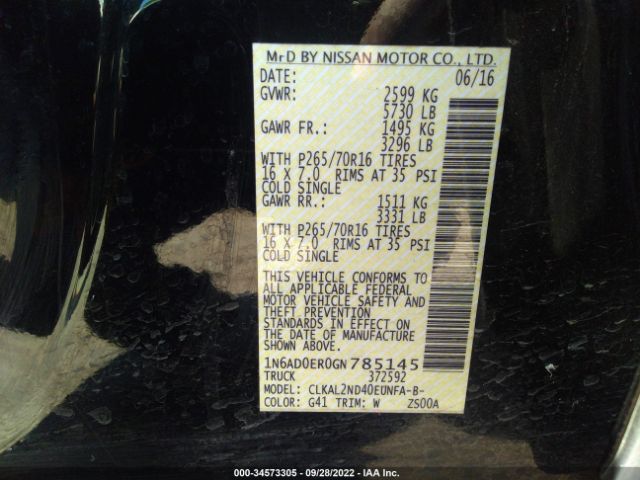 MFD BY NISSAN MOTOR CO., LTD.
DATE: 06/16
GVWR: 2599 KG
5730 LB
GAWR FR.: 1495 KG
3296 LB
WITH P265/70R16 TIRES
16 X 7.0 RIMS AT 35 PSI
COLD SINGLE
GAWR RR.: 1511 KG
3331 LB
WITH P265/70R16 TIRES
16 X 7.0 RIMS AT 35 PSI
COLD SINGLE
THIS VEHICLE CONFORMS TO
ALL APPLICABLE FEDERAL
MOTOR VEHICLE SAFETY AND
THEFT PREVENTION
STANDARDS IN EFFECT ON
THE DATE OF MANUFACTURE
SHOWN ABOVE.
1N6AD0ER0GN785145
TRUCK 372592
MODEL: CLKAL2ND40EUNFA-B-
COLOR: G41 TRIM: W ZS00A
000-34573305 - 09/28/2022 - IAA Inc.